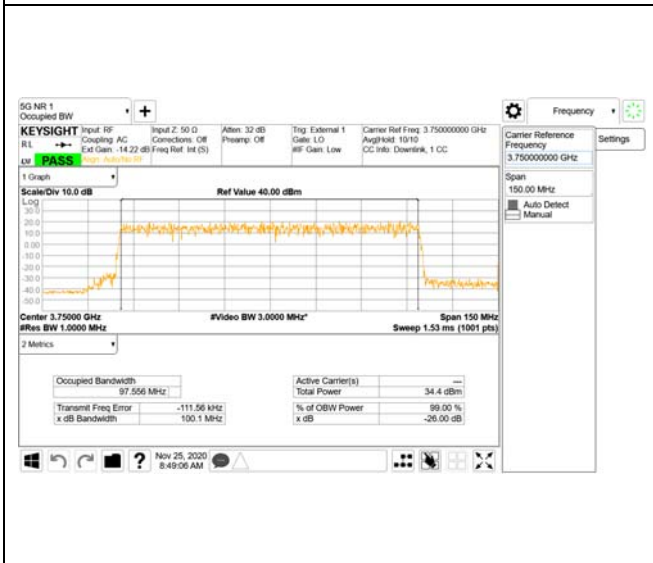 5G NR 1
Occupied BW
+
Frequency
KEYSIGHT Input: RF Input Z: 50 Ω Atten: 32 dB Trig: External 1 Carrier Ref Freq: 3.750000000 GHz
RL Coupling: AC Corrections: Off Preamp: Off Gate: LO Avg|Hold: 10/10
Ext Gain: -14.22 dB Freq Ref: Int (S) #IF Gain: Low CC Info: Downlink, 1 CC
PASS Align: Auto/No RF
Carrier Reference
Frequency
3.750000000 GHz
Settings
Span
150.00 MHz
Auto Detect
Manual
1 Graph
Scale/Div 10.0 dB Ref Value 40.00 dBm
Log
30.0
20.0
10.0
0.00
-10.0
-20.0
-30.0
-40.0
-50.0
Center 3.75000 GHz #Video BW 3.0000 MHz* Span 150 MHz
#Res BW 1.0000 MHz Sweep 1.53 ms (1001 pts)
2 Metrics
Occupied Bandwidth Active Carrier(s) ---
97.556 MHz Total Power 34.4 dBm
Transmit Freq Error -111.56 kHz % of OBW Power 99.00 %
x dB Bandwidth 100.1 MHz x dB -26.00 dB
? Nov 25, 2020
8:49:06 AM